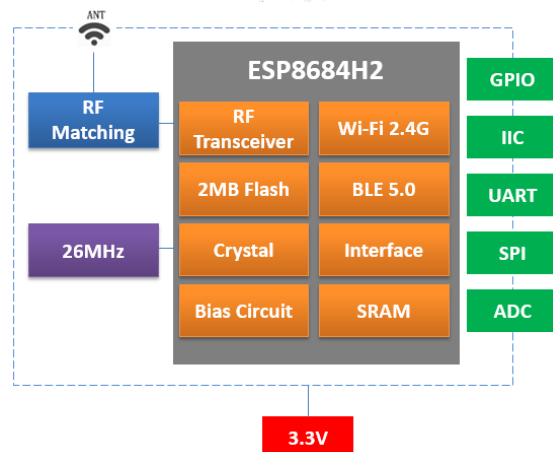 ANT
ESP8684H2
GPIO
RF
Matching
RF
Transceiver
Wi-Fi 2.4G
IIC
2MB Flash
BLE 5.0
UART
26MHz
Crystal
Interface
SPI
Bias Circuit
SRAM
ADC
3.3V